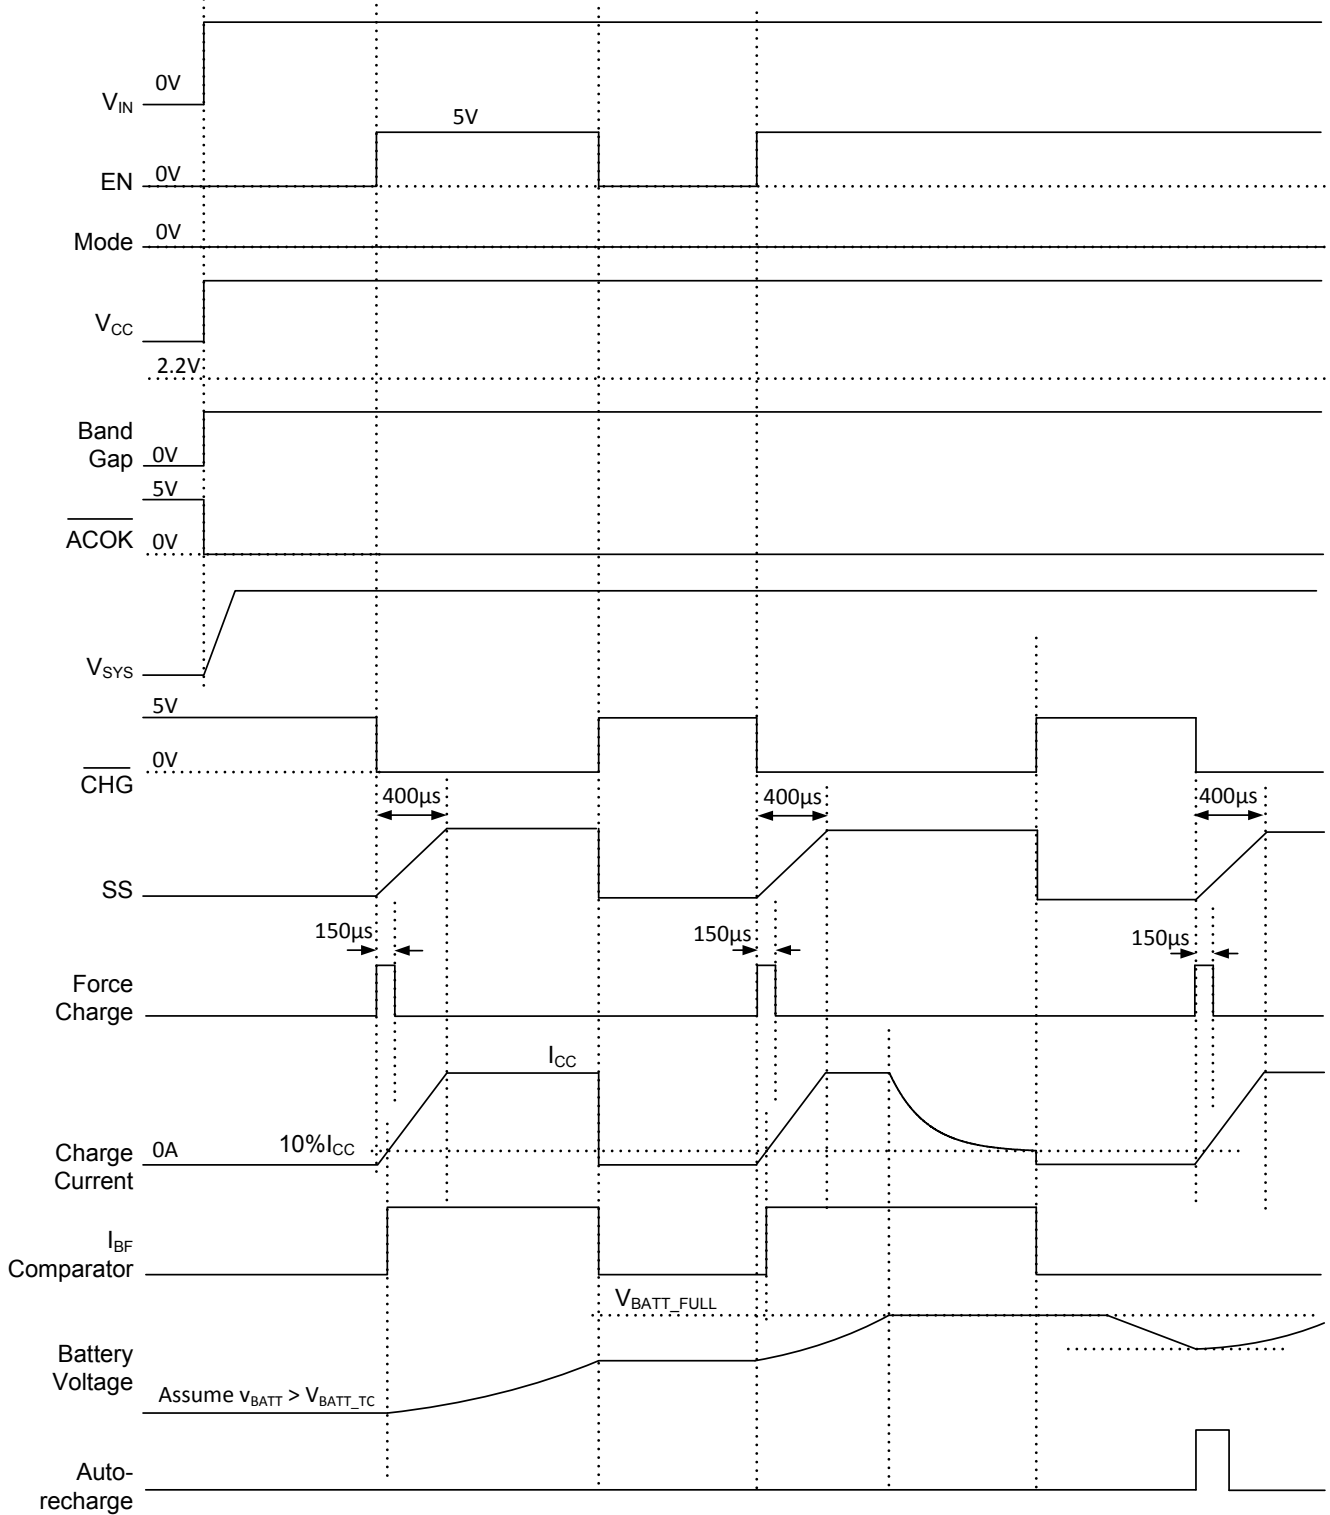 0V
V_IN
5V
0V
EN
0V
Mode
V_CC
2.2V
Band
Gap
0V
5V
ACOK
0V
V_SYS
5V
0V
CHG
400µs
400µs
400µs
SS
150µs
150µs
150µs
Force
Charge
I_CC
10%I_CC
0A
Charge
Current
I_BF
Comparator
V_BATT_FULL
Battery
Voltage
Assume v_BATT > V_BATT_TC
Auto-
recharge